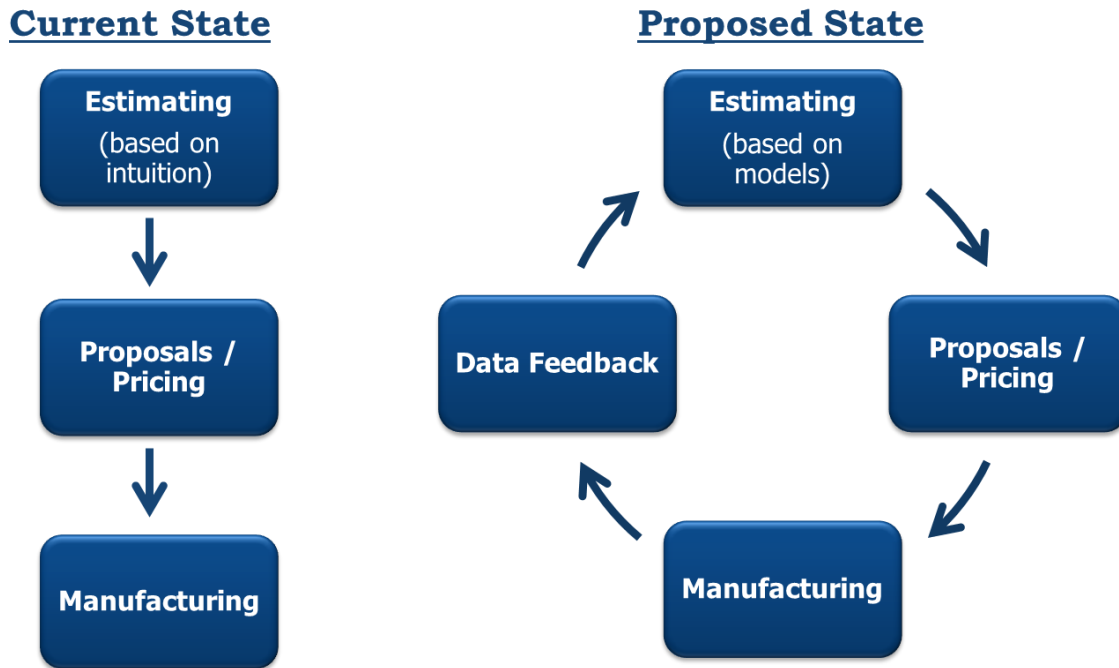 Current State
Estimating
(based on
intuition)
Proposals /
Pricing
Manufacturing
Proposed State
Estimating
(based on
models)
Proposals /
Pricing
Manufacturing
Data Feedback